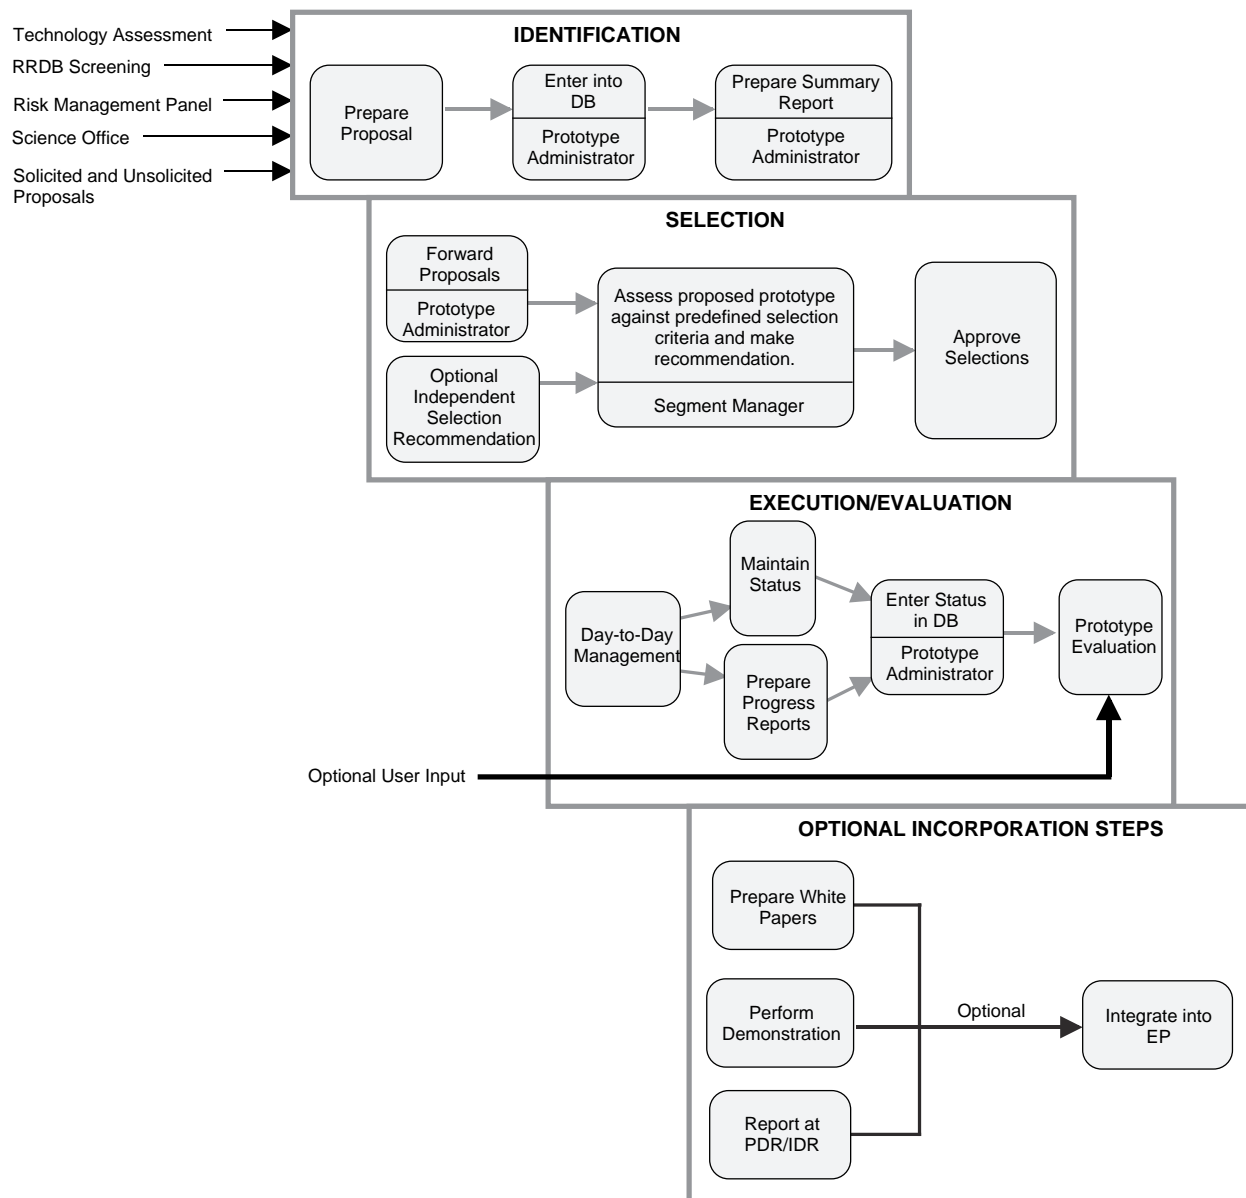 Technology Assessment
RRDB Screening
Risk Management Panel
Science Office
Solicited and Unsolicited
Proposals
IDENTIFICATION
Prepare
Proposal
Enter into
DB
Prototype
Administrator
Prepare Summary
Report
Prototype
Administrator
SELECTION
Forward
Proposals
Prototype
Administrator
Optional
Independent
Selection
Recommendation
Assess proposed prototype
against predefined selection
criteria and make
recommendation.
Segment Manager
Approve
Selections
EXECUTION/EVALUATION
Day-to-Day
Management
Maintain
Status
Prepare
Progress
Reports
Enter Status
in DB
Prototype
Administrator
Prototype
Evaluation
Optional User Input
OPTIONAL INCORPORATION STEPS
Prepare White
Papers
Perform
Demonstration
Report at
PDR/IDR
Optional
Integrate into
EP